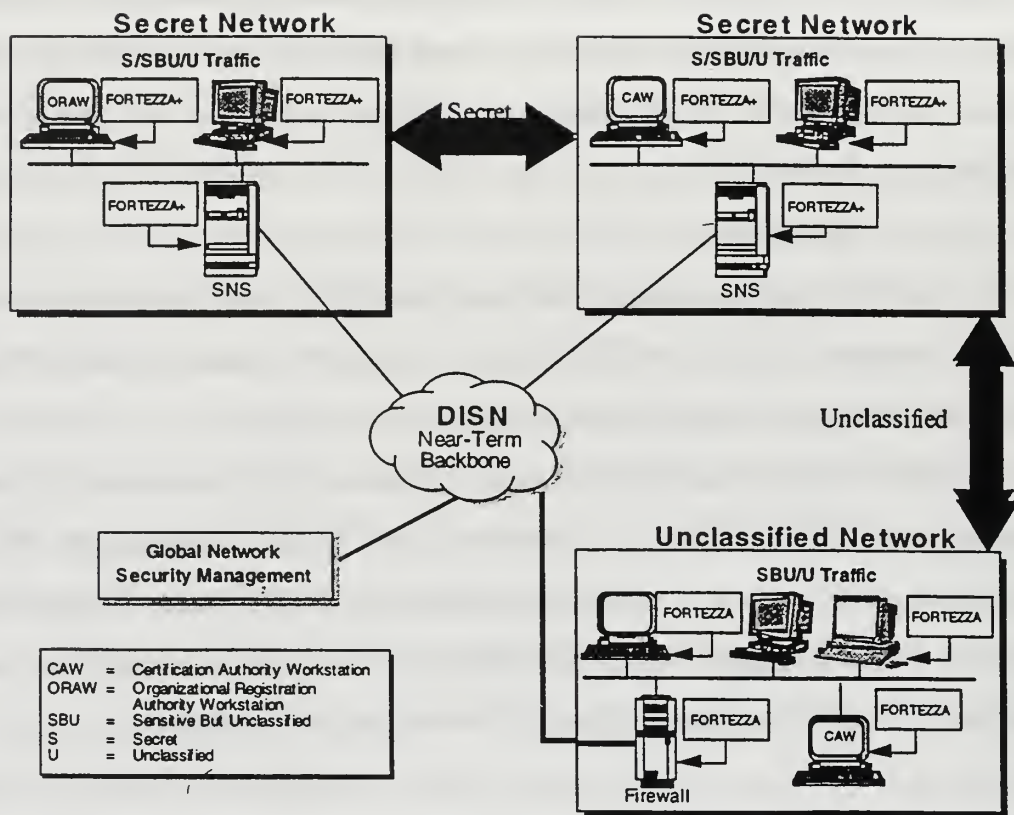 Secret Network
S/SBU/U Traffic
ORAW
FORTEZZA+
FORTEZZA+
FORTEZZA+
SNS
Secret
Secret Network
S/SBU/U Traffic
CAW
FORTEZZA+
FORTEZZA+
FORTEZZA+
SNS
DISN
Near-Term
Backbone
Unclassified
Global Network
Security Management
Unclassified Network
SBU/U Traffic
FORTEZZA
FORTEZZA
FORTEZZA
FORTEZZA
CAW
Firewall
CAW = Certification Authority Workstation
ORAW = Organizational Registration
Authority Workstation
SBU = Sensitive But Unclassified
S = Secret
U = Unclassified